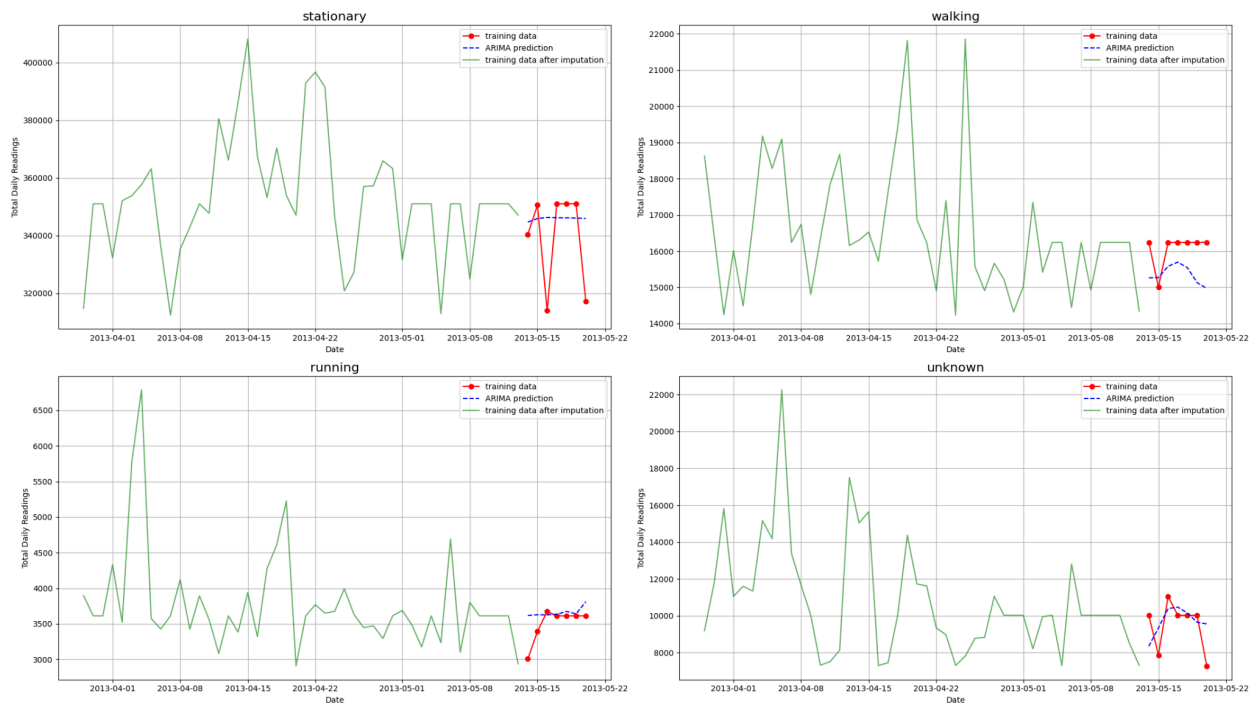 stationary
training data
ARIMA prediction
training data after imputation
400000
380000
360000
340000
320000
Total Daily Readings
2013-04-01 2013-04-08 2013-04-15 2013-04-22 2013-05-01 2013-05-08 2013-05-15 2013-05-22
Date
walking
training data
ARIMA prediction
training data after imputation
22000
21000
20000
19000
18000
17000
16000
15000
14000
Total Daily Readings
2013-04-01 2013-04-08 2013-04-15 2013-04-22 2013-05-01 2013-05-08 2013-05-15 2013-05-22
Date
running
training data
ARIMA prediction
training data after imputation
6500
6000
5500
5000
4500
4000
3500
3000
Total Daily Readings
2013-04-01 2013-04-08 2013-04-15 2013-04-22 2013-05-01 2013-05-08 2013-05-15 2013-05-22
Date
unknown
training data
ARIMA prediction
training data after imputation
22000
20000
18000
16000
14000
12000
10000
8000
Total Daily Readings
2013-04-01 2013-04-08 2013-04-15 2013-04-22 2013-05-01 2013-05-08 2013-05-15 2013-05-22
Date